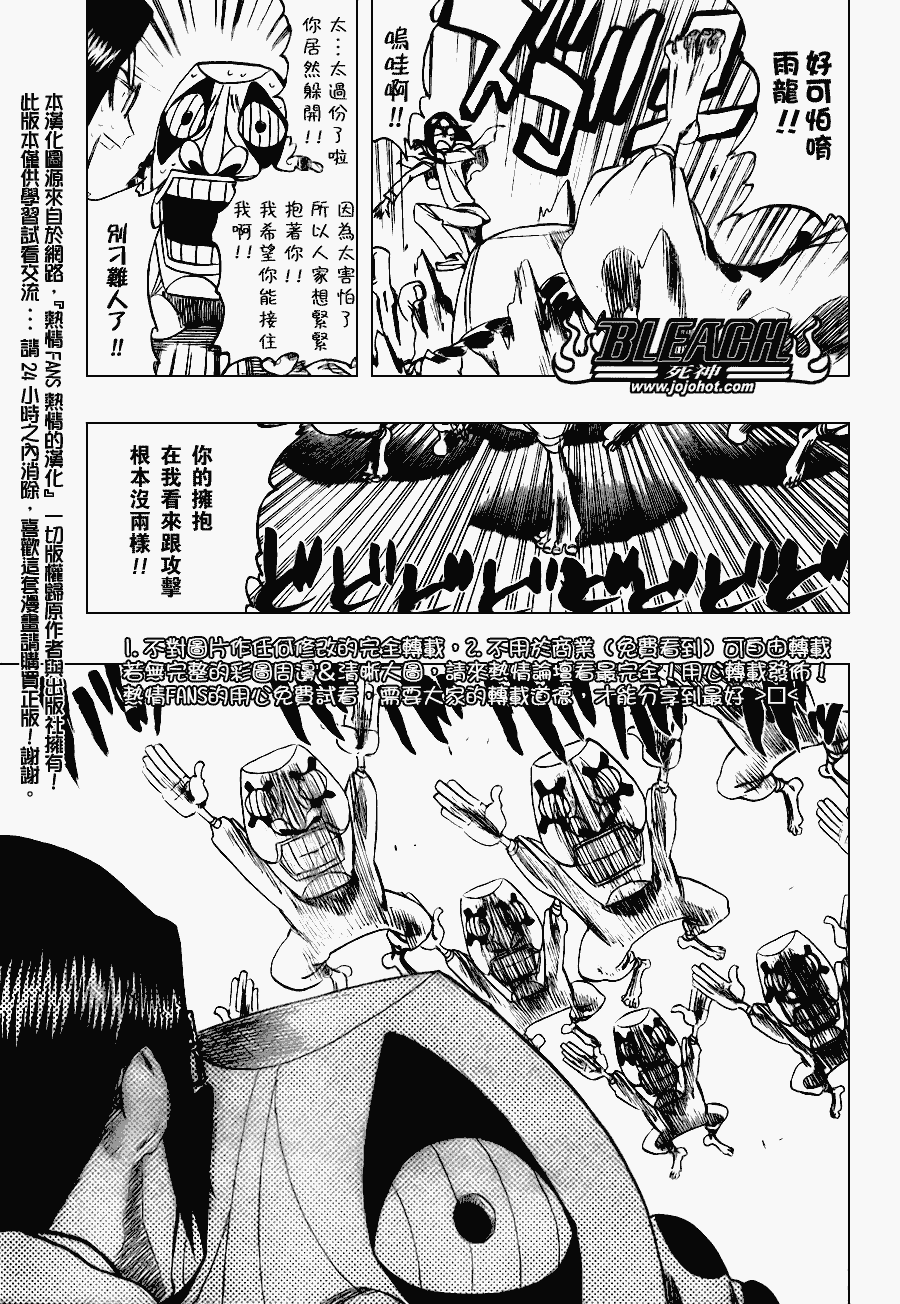 好可怕唷
雨龍!!
嗚哇啊!!
BLEACH
死神
www.jojohot.com
太…太過份了啦
你居然躲開!!
因為太害怕了
所以人家想緊緊
抱著你!!
我希望你能接住
我啊!!
別刁難人了!!
你的擁抱
在我看來跟攻擊
根本沒兩樣!!
1. 不對圖片作任何修改的完全轉載，2. 不用於商業（免費看到）可自由轉載
若無完整的彩圖周漫&清晰大圖，請來熱情論壇看最完全！用心轉載發佈！
熱情FANS的用心免費試看，需要大家的轉載道德，才能分享到最好 >口<
本漢化圖源來自於網路，『熱情FANS 熱情的漢化』一切版權歸原作者與出版社擁有！
此版本僅供學習試看交流… 請 24 小時之內消除，喜歡這套漫畫請購買正版！謝謝。